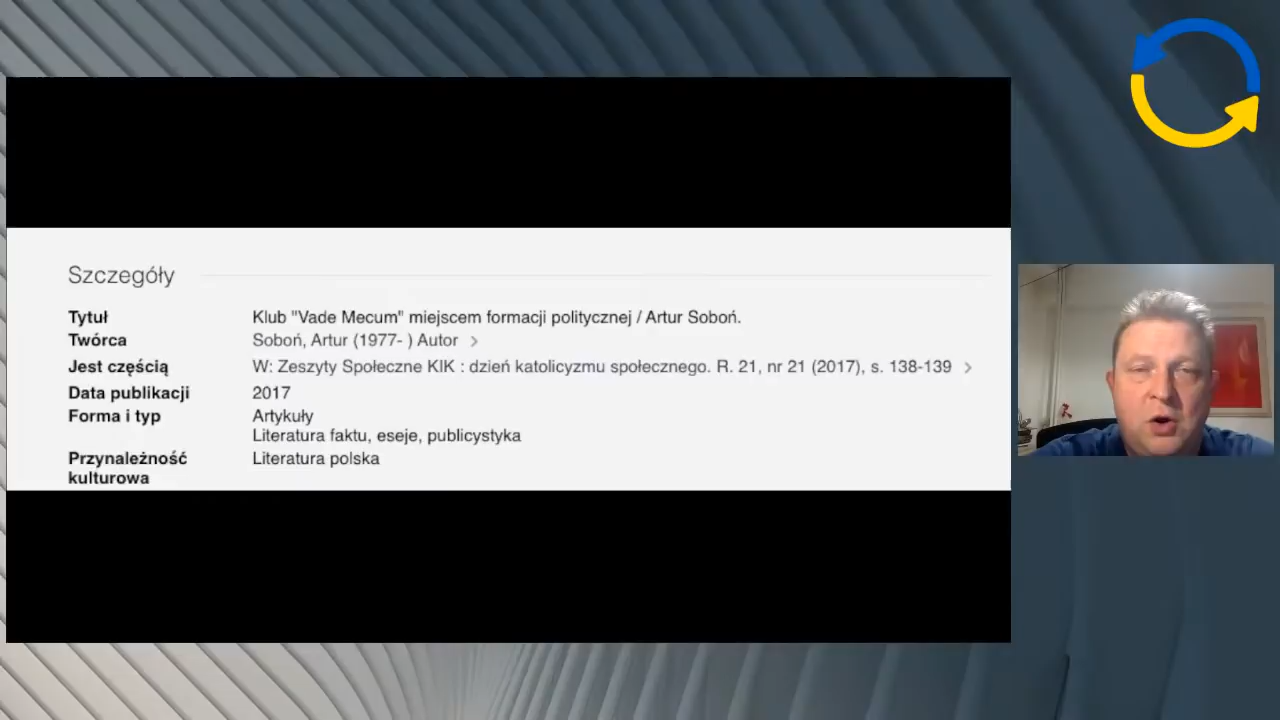 Szczegóły
Tytuł Klub "Vade Mecum" miejscem formacji politycznej / Artur Soboń.
Twórca Soboń, Artur (1977- ) Autor >
Jest częścią W: Zeszyty Społeczne KIK : dzień katolicyzmu społecznego. R. 21, nr 21 (2017), s. 138-139 >
Data publikacji 2017
Forma i typ Artykuły
Literatura faktu, eseje, publicystyka
Przynależność Literatura polska
kulturowa